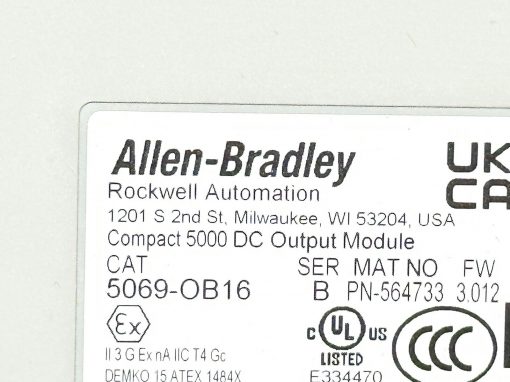 Allen-Bradley
UK
CA
Rockwell Automation
1201 S 2nd St, Milwaukee, WI 53204, USA
Compact 5000 DC Output Module
CAT SER MAT NO FW
5069-OB16 B PN-564733 3.012
Ex
c UL US
LISTED
E334470
CCC
II 3 G Ex nA IIC T4 Gc
DEMKO 15 ATEX 1484X